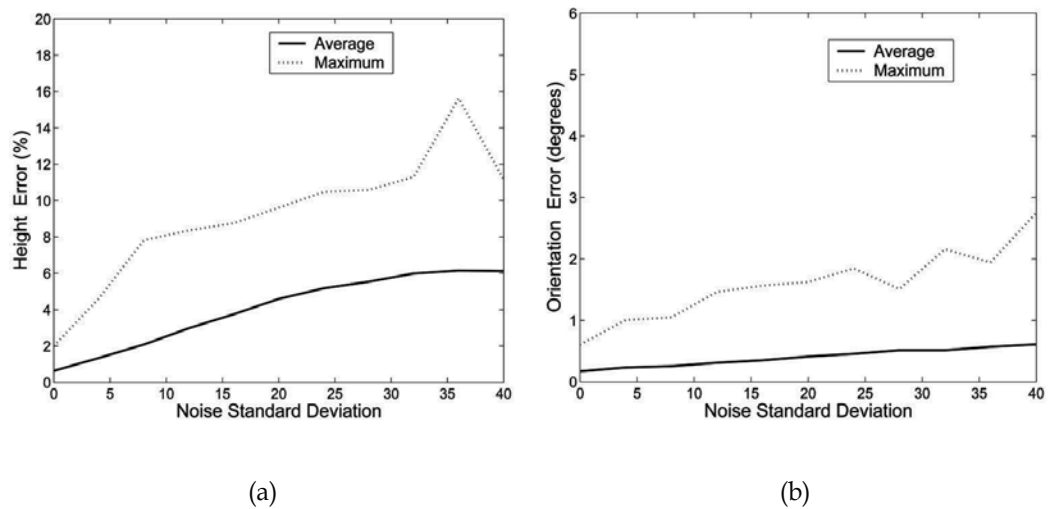 20
18
16
14
12
10
8
6
4
2
0
Height Error (%)
Average
Maximum
0 5 10 15 20 25 30 35 40
Noise Standard Deviation
(a)
6
5
4
3
2
1
0
Orientation Error (degrees)
Average
Maximum
0 5 10 15 20 25 30 35 40
Noise Standard Deviation
(b)